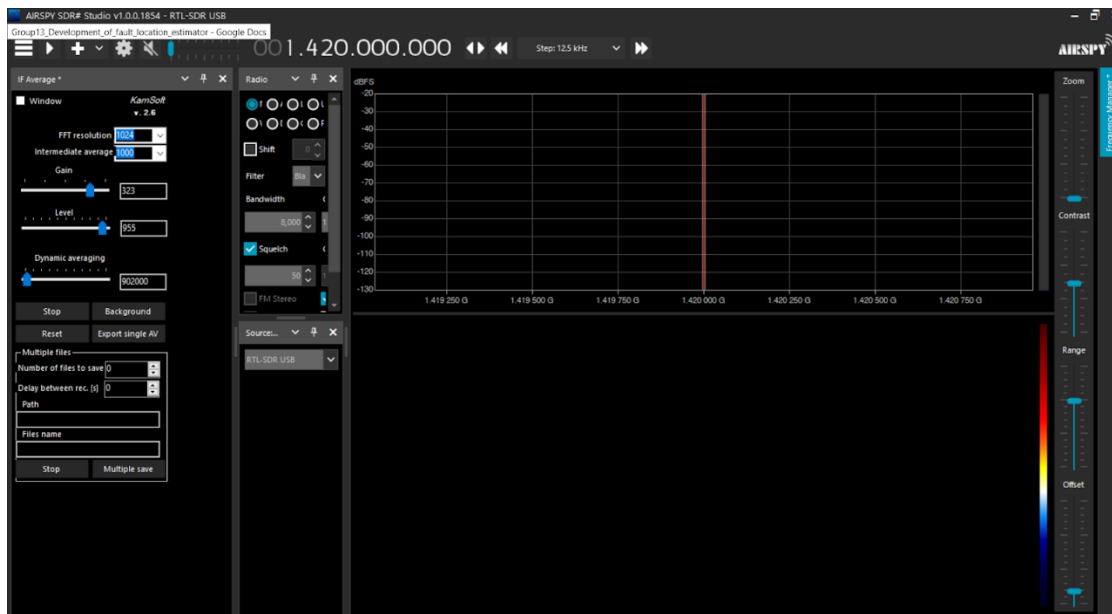 AIRSPY SDR# Studio v1.0.0.1854 - RTL-SDR USB
Group13_Development_of_fault_location_estimator - Google Docs
001.420.000.000
Step: 12.5 kHz
AIRSPY
IF Average *
Window
KamSoft
v. 2.6
FFT resolution 1024
Intermediate average 1000
Gain
323
Level
955
Dynamic averaging
902000
Stop Background
Reset Export single AV
Multiple files
Number of files to save 0
Delay between rec. [s] 0
Path
Files name
Stop Multiple save
Radio
Shift 0
Filter Bla
Bandwidth
8,000
Squelch
50
FM Stereo
Source:...
RTL-SDR USB
dBFS
-20
-30
-40
-50
-60
-70
-80
-90
-100
-110
-120
-130
1.419 250 G 1.419 500 G 1.419 750 G 1.420 000 G 1.420 250 G 1.420 500 G 1.420 750 G
Zoom
Contrast
Range
Offset
Frequency Manager *